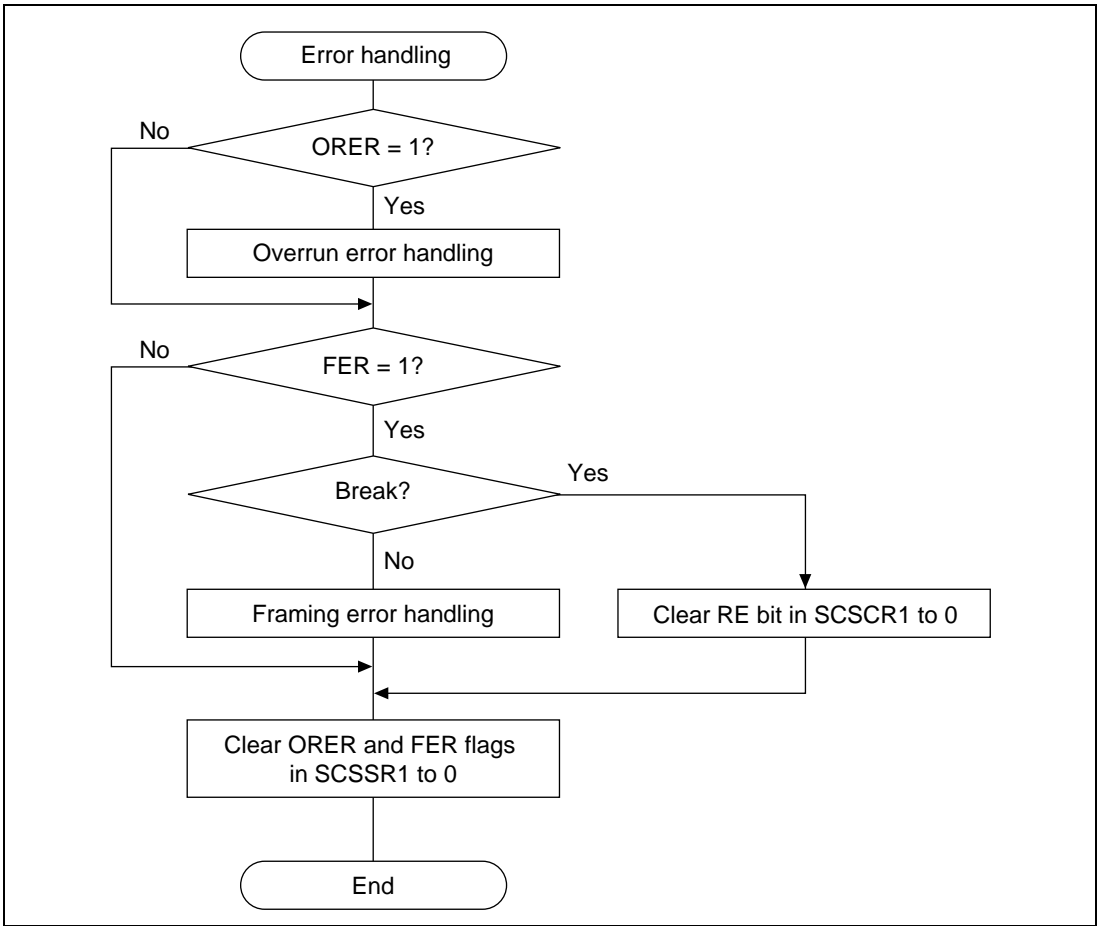 Error handling
No
ORER = 1?
Yes
Overrun error handling
No
FER = 1?
Yes
Yes
Break?
No
Framing error handling
Clear RE bit in SCSCR1 to 0
Clear ORER and FER flags
in SCSSR1 to 0
End